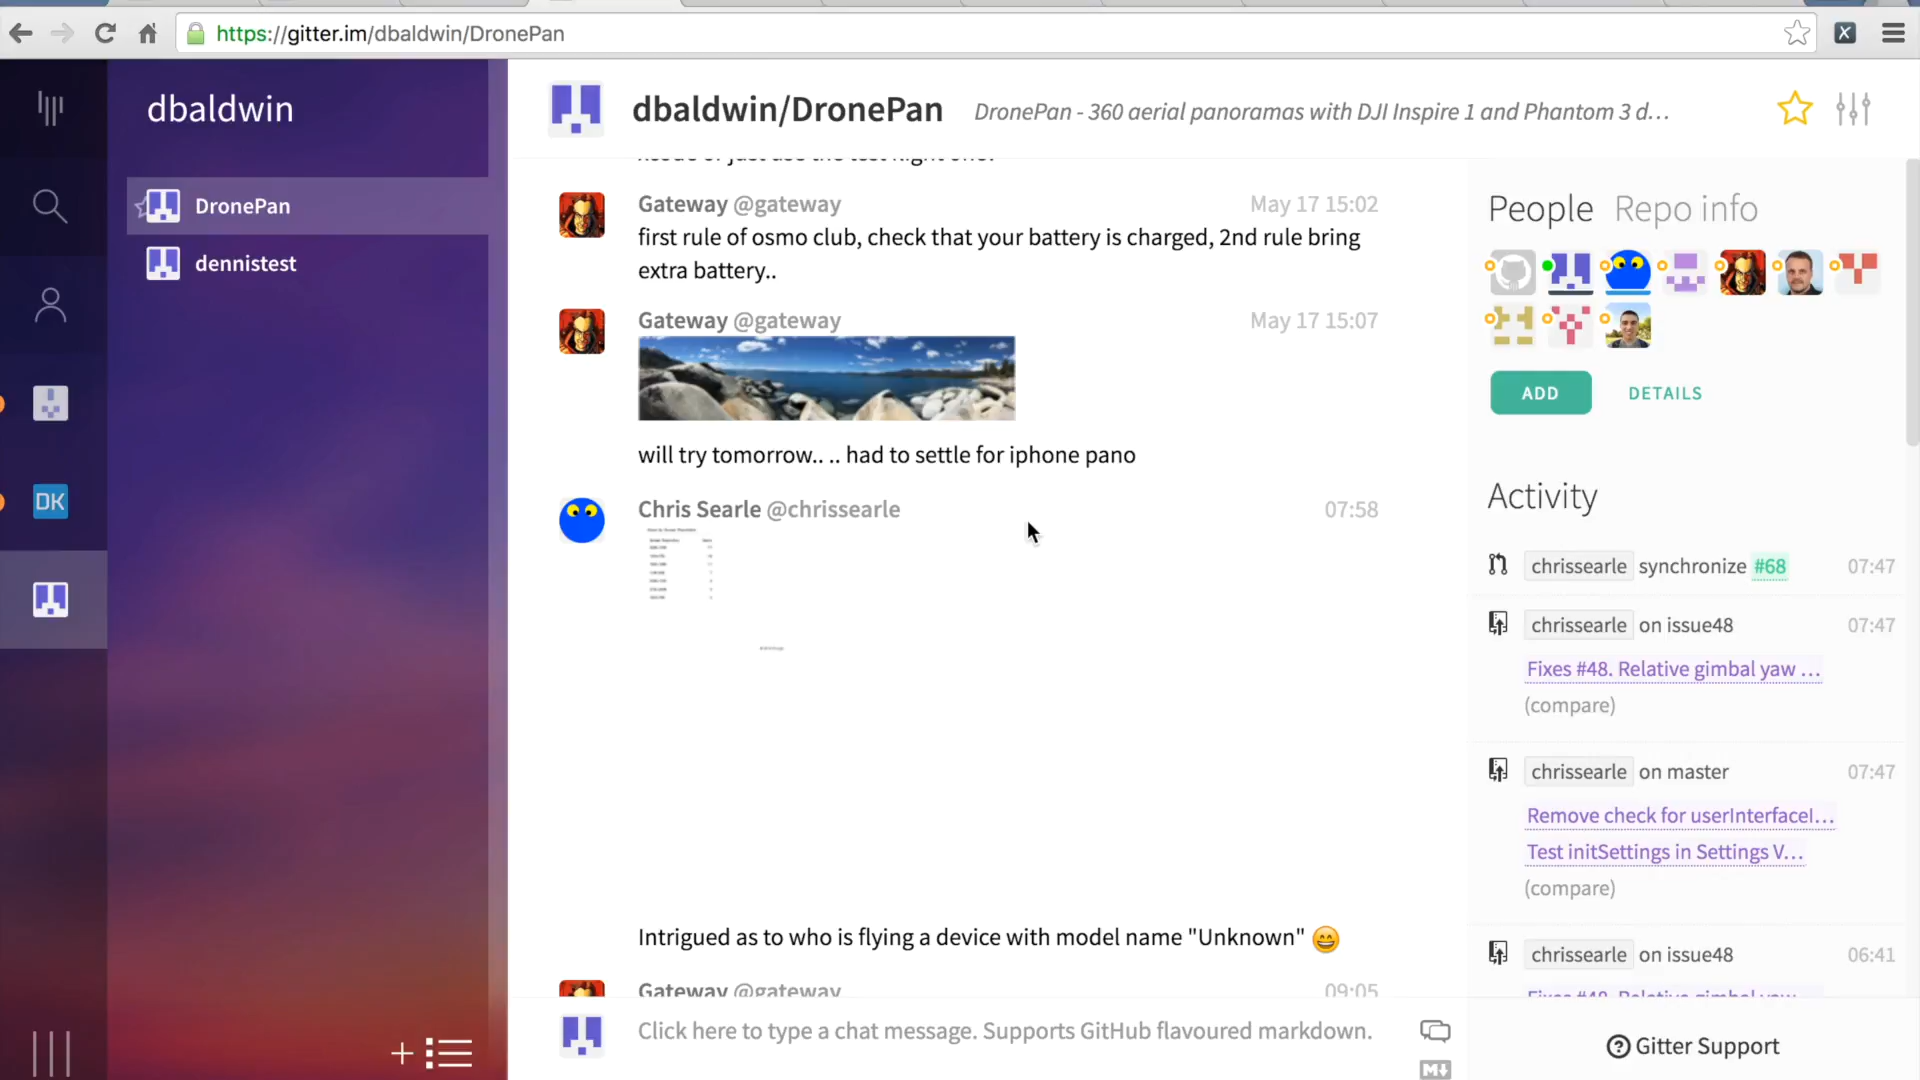 https://gitter.im/dbaldwin/DronePan
dbaldwin
DronePan
dennistest
DK
dbaldwin/DronePan
DronePan - 360 aerial panoramas with DJI Inspire 1 and Phantom 3 d...
Gateway @gateway May 17 15:02
first rule of osmo club, check that your battery is charged, 2nd rule bring
extra battery..
Gateway @gateway May 17 15:07
will try tomorrow.. .. had to settle for iphone pano
Chris Searle @chrissearle 07:58
Intrigued as to who is flying a device with model name "Unknown"
Gateway @gateway 09:05
Click here to type a chat message. Supports GitHub flavoured markdown.
People Repo info
ADD DETAILS
Activity
chrissearle synchronize #68 07:47
chrissearle on issue48 07:47
Fixes #48. Relative gimbal yaw ...
(compare)
chrissearle on master 07:47
Remove check for userInterfaceI...
Test initSettings in Settings V...
(compare)
chrissearle on issue48 06:41
Fixes #48. Relative gimbal yaw ...
Gitter Support